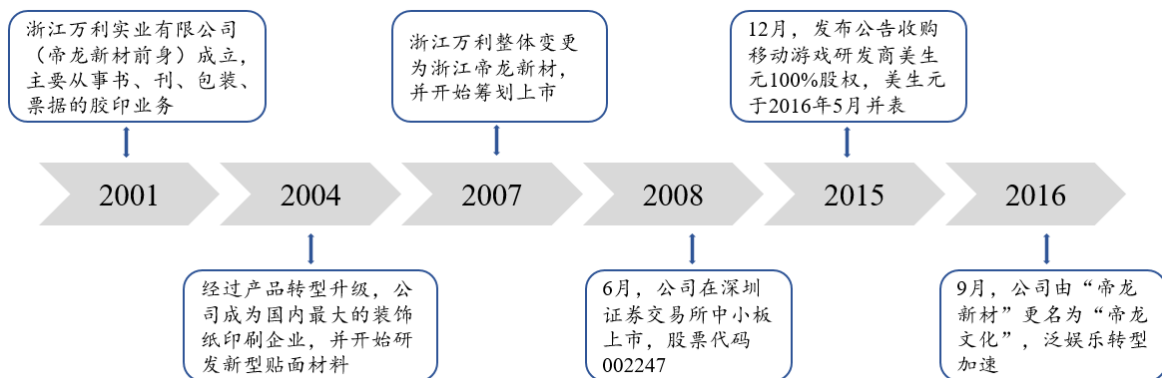 浙江万利实业有限公司
（帝龙新材前身）成立，
主要从事书、刊、包装、
票据的胶印业务
浙江万利整体变更
为浙江帝龙新材，
并开始筹划上市
12月，发布公告收购
移动游戏研发商美生
元100%股权，美生元
于2016年5月并表
2001
2004
2007
2008
2015
2016
经过产品转型升级，公
司成为国内最大的装饰
纸印刷企业，并开始研
发新型贴面材料
6月，公司在深圳
证券交易所中小板
上市，股票代码
002247
9月，公司由“帝龙
新材”更名为“帝龙
文化”，泛娱乐转型
加速